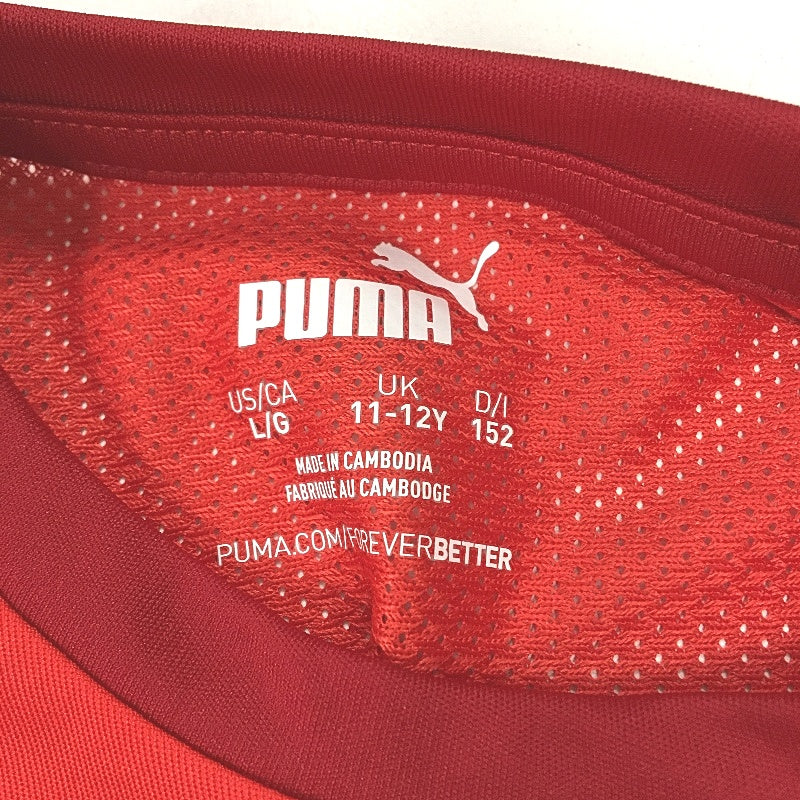 PUMA
US/CA UK D/I
L/G 11-12Y 152
MADE IN CAMBODIA
FABRIQUÉ AU CAMBODGE
PUMA.COM/FOREVERBETTER